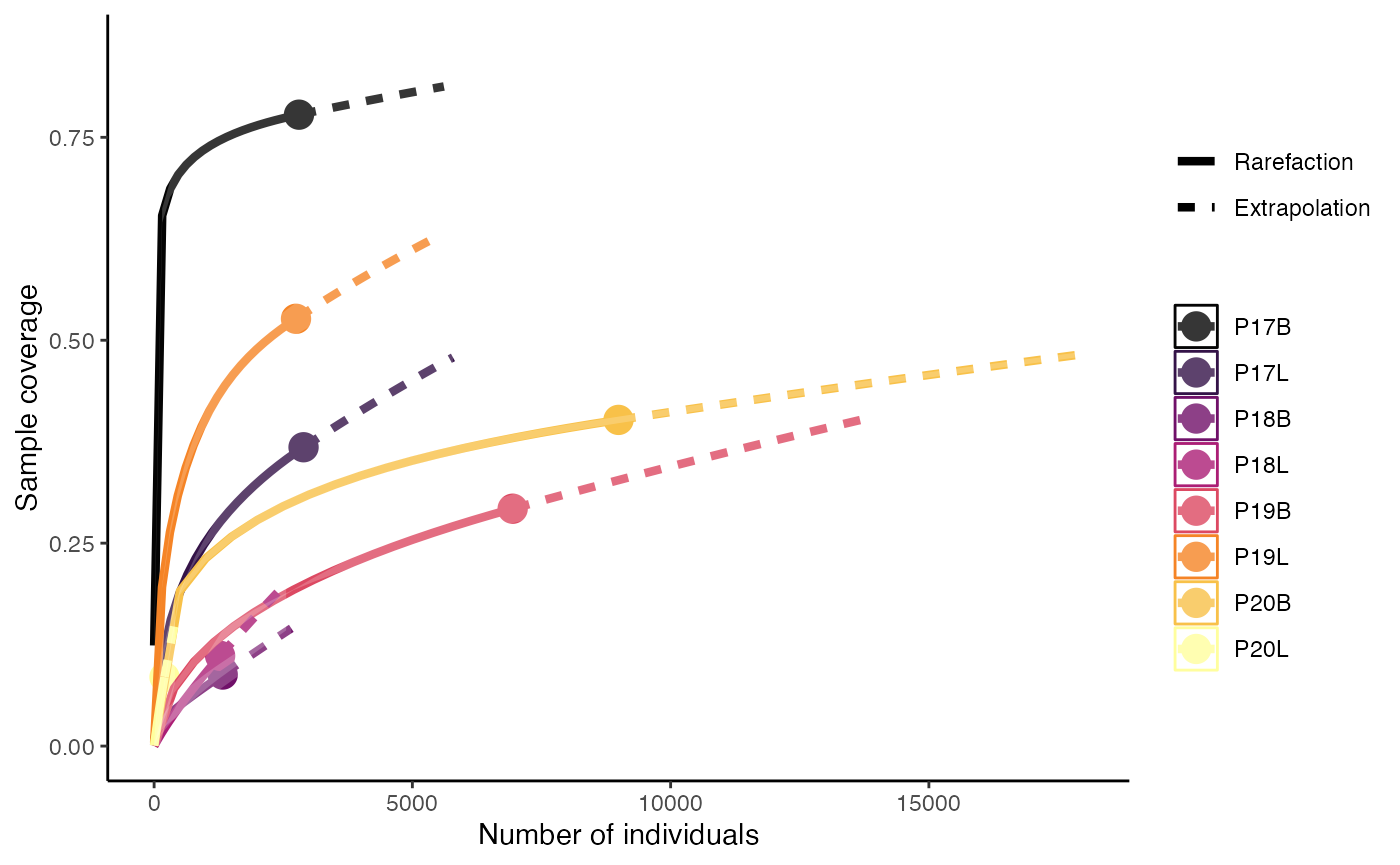 Sample coverage
0.75
0.50
0.25
0.00
0
5000
10000
15000
Number of individuals
Rarefaction
Extrapolation
P17B
P17L
P18B
P18L
P19B
P19L
P20B
P20L